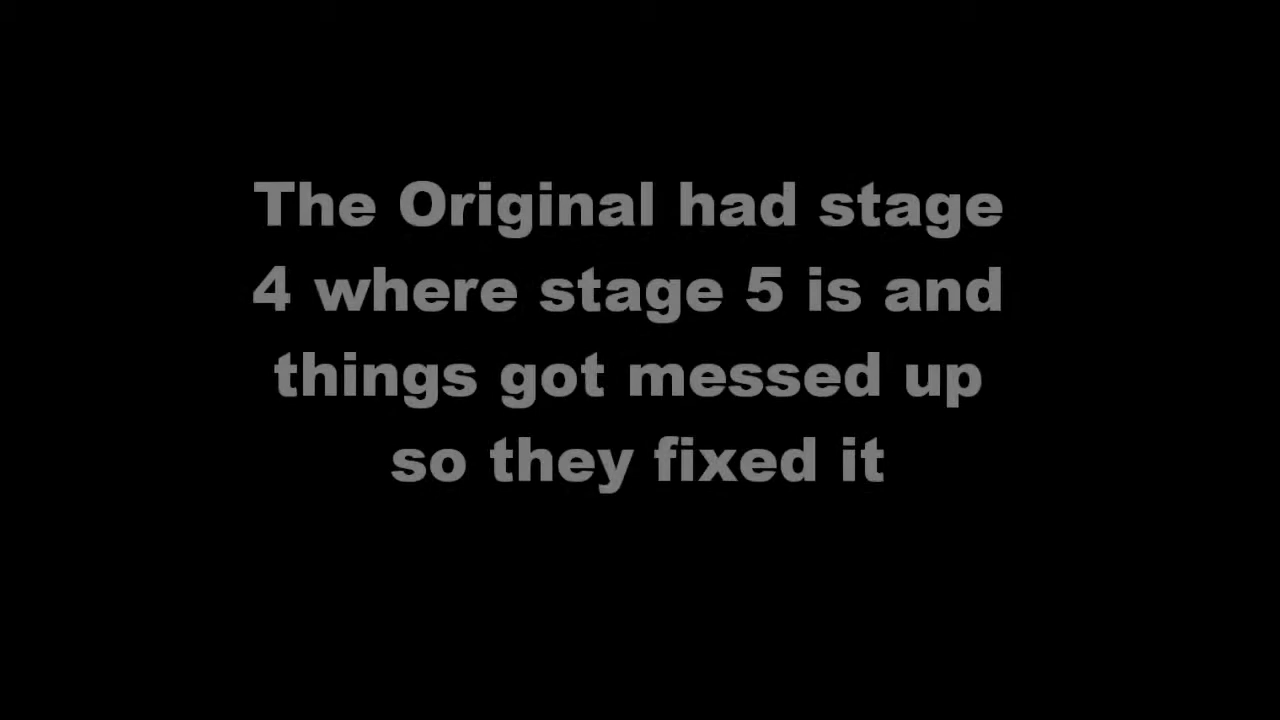 The Original had stage
4 where stage 5 is and
things got messed up
so they fixed it